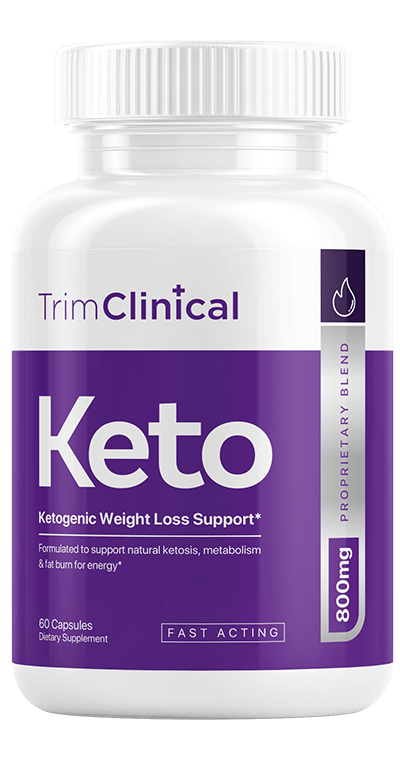 TrimClinical
Keto
Ketogenic Weight Loss Support*
Formulated to support natural ketosis, metabolism
& fat burn for energy*
60 Capsules
Dietary Supplement
FAST ACTING
PROPRIETARY BLEND
800mg